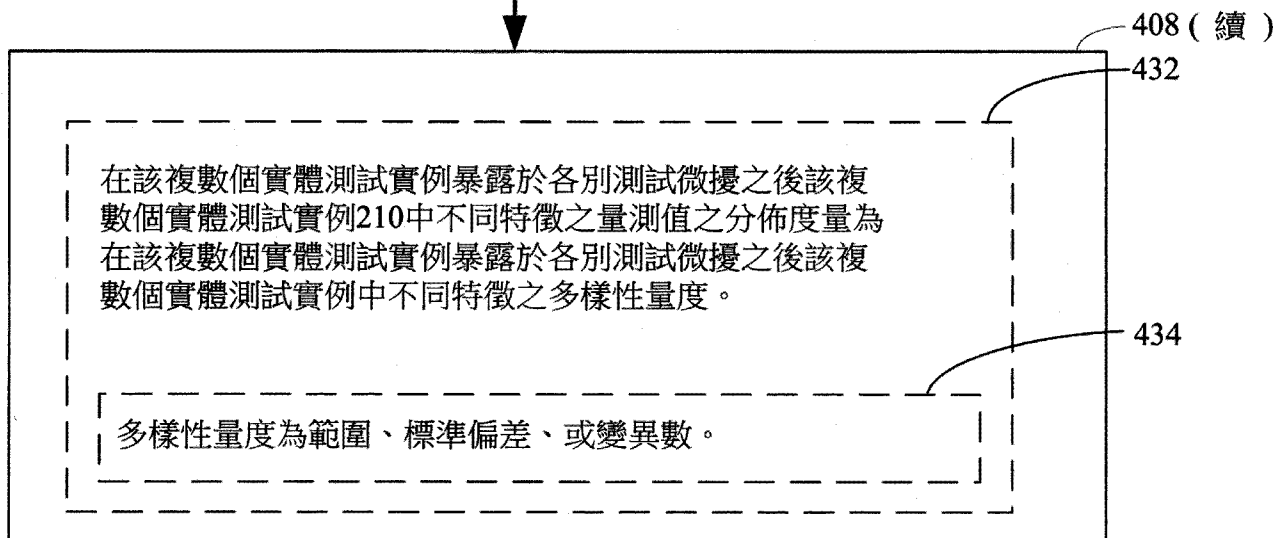 408 ( 續 )
432
在該複數個實體測試實例暴露於各別測試微擾之後該複
數個實體測試實例210中不同特徵之量測值之分佈度量為
在該複數個實體測試實例暴露於各別測試微擾之後該複
數個實體測試實例中不同特徵之多樣性量度。
434
多樣性量度為範圍、標準偏差、或變異數。